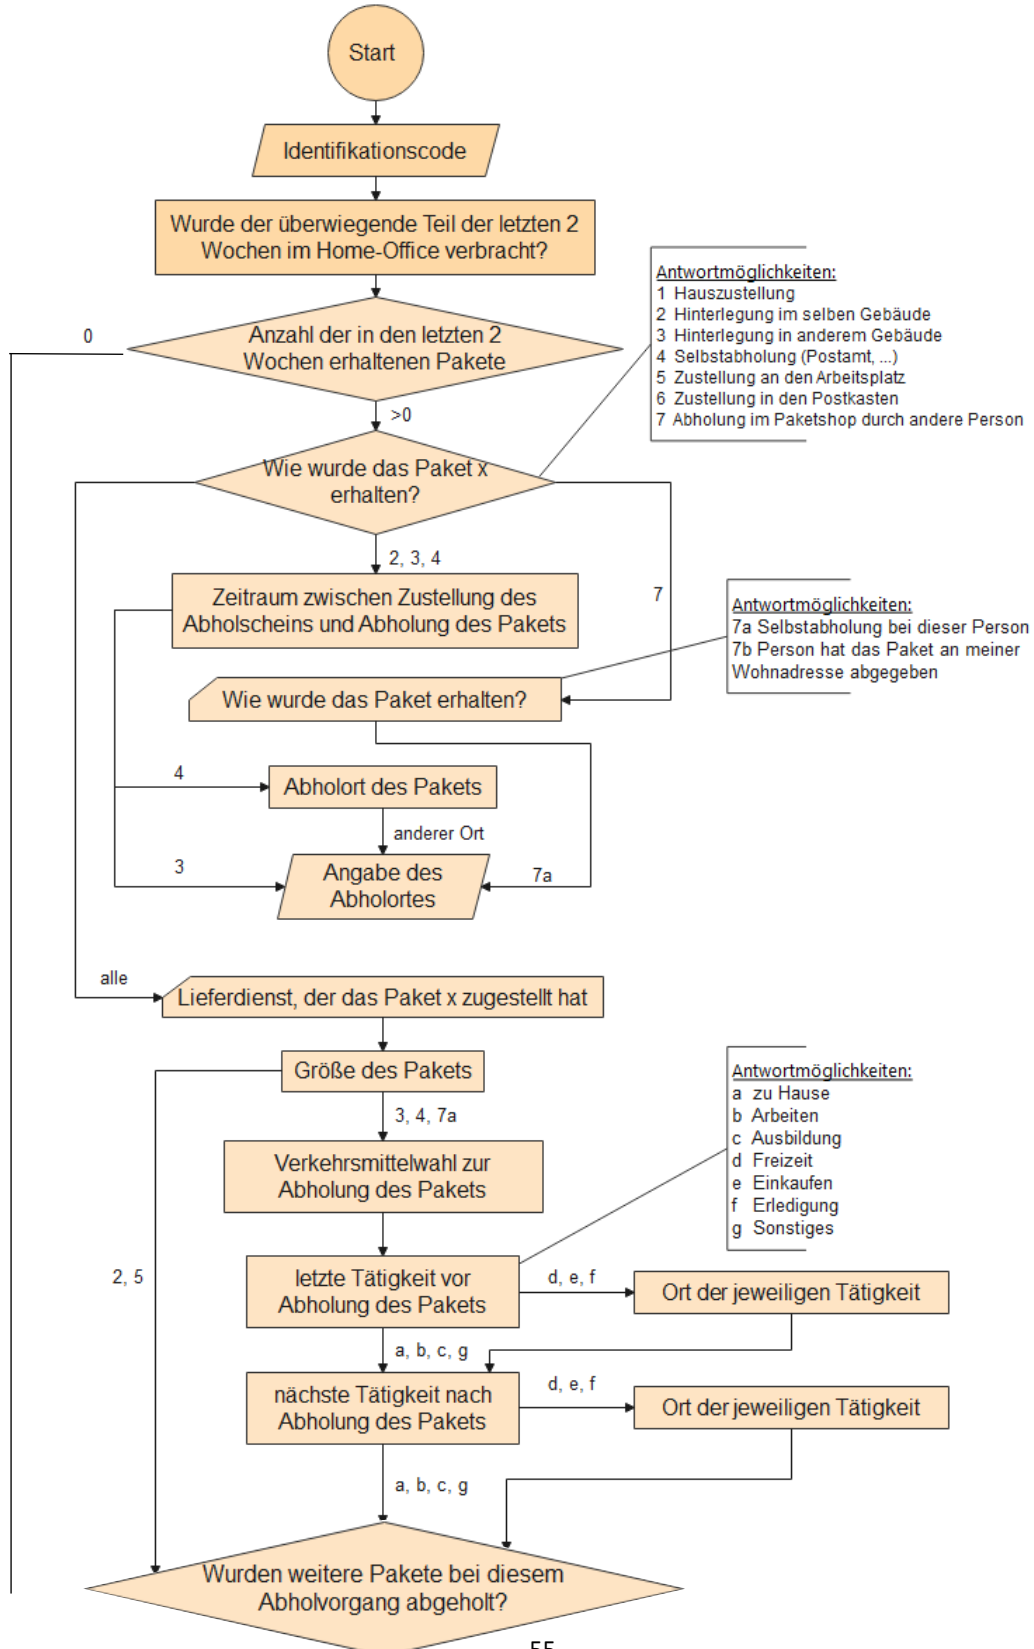 Start
Identifikationscode
Wurde der überwiegende Teil der letzten 2
Wochen im Home-Office verbracht?
0
Anzahl der in den letzten 2
Wochen erhaltenen Pakete
>0
Antwortmöglichkeiten:
1 Hauszustellung
2 Hinterlegung im selben Gebäude
3 Hinterlegung in anderem Gebäude
4 Selbstabholung (Postamt, ...)
5 Zustellung an den Arbeitsplatz
6 Zustellung in den Postkasten
7 Abholung im Paketshop durch andere Person
Wie wurde das Paket x
erhalten?
2, 3, 4
7
Zeitraum zwischen Zustellung des
Abholscheins und Abholung des Pakets
Antwortmöglichkeiten:
7a Selbstabholung bei dieser Person
7b Person hat das Paket an meiner
Wohnadresse abgegeben
Wie wurde das Paket erhalten?
4
Abholort des Pakets
anderer Ort
3
Angabe des
Abholortes
7a
alle
Lieferdienst, der das Paket x zugestellt hat
Größe des Pakets
3, 4, 7a
Antwortmöglichkeiten:
a zu Hause
b Arbeiten
c Ausbildung
d Freizeit
e Einkaufen
f Erledigung
g Sonstiges
Verkehrsmittelwahl zur
Abholung des Pakets
2, 5
letzte Tätigkeit vor
Abholung des Pakets
d, e, f
Ort der jeweiligen Tätigkeit
a, b, c, g
nächste Tätigkeit nach
Abholung des Pakets
d, e, f
Ort der jeweiligen Tätigkeit
a, b, c, g
Wurden weitere Pakete bei diesem
Abholvorgang abgeholt?
55